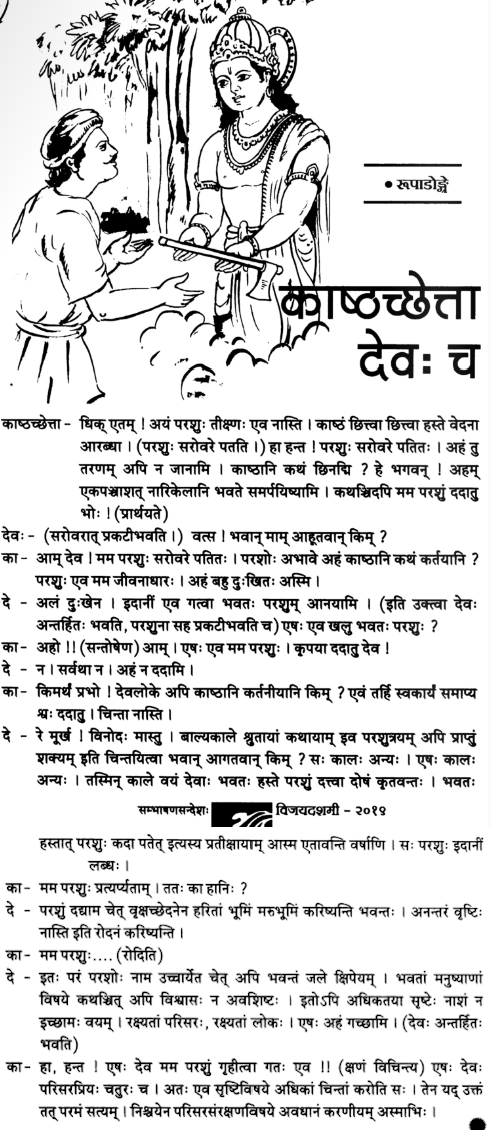 • रूपाडोङ्गे
काष्ठच्छेत्ता
देवः च
काष्ठच्छेत्ता - धिक् एतम् ! अयं परशुः तीक्ष्णः एव नास्ति । काष्ठं छित्त्वा छित्त्वा हस्ते वेदना
आरब्धा । (परशुः सरोवरे पतति ।) हा हन्त ! परशुः सरोवरे पतितः । अहं तु
तरणम् अपि न जानामि । काष्ठानि कथं छिनद्मि ? हे भगवन् ! अहम्
एकपञ्चाशत् नारिकेलानि भवते समर्पयिष्यामि । कथञ्चिदपि मम परशुं ददातु
भोः ! (प्रार्थयते)
देवः - (सरोवरात् प्रकटीभवति ।) वत्स ! भवान् माम् आहूतवान् किम् ?
का - आम् देव ! मम परशुः सरोवरे पतितः । परशोः अभावे अहं काष्ठानि कथं कर्तयानि ?
परशुः एव मम जीवनाधारः । अहं बहु दुःखितः अस्मि ।
दे - अलं दुःखेन । इदानीं एव गत्वा भवतः परशुम् आनयामि । (इति उक्त्वा देवः
अन्तर्हितः भवति, परशुना सह प्रकटीभवति च) एषः एव खलु भवतः परशुः ?
का - अहो !! (सन्तोषेण) आम् । एषः एव मम परशुः । कृपया ददातु देव !
दे - न । सर्वथा न । अहं न ददामि ।
का - किमर्थं प्रभो ! देवलोके अपि काष्ठानि कर्तनीयानि किम् ? एवं तर्हि स्वकार्यं समाप्य
श्वः ददातु । चिन्ता नास्ति ।
दे - रे मूर्ख ! विनोदः मास्तु । बाल्यकाले श्रुतायां कथायाम् इव परशुत्रयम् अपि प्राप्तुं
शक्यम् इति चिन्तयित्वा भवान् आगतवान् किम् ? सः कालः अन्यः । एषः कालः
अन्यः । तस्मिन् काले वयं देवाः भवतः हस्ते परशुं दत्त्वा दोषं कृतवन्तः । भवतः
सम्भाषणसन्देशः विजयदशमी - २०१९
हस्तात् परशुः कदा पतेत् इत्यस्य प्रतीक्षायाम् आस्म एतावन्ति वर्षाणि । सः परशुः इदानीं
लब्धः ।
का - मम परशुः प्रत्यर्प्यताम् । ततः का हानिः ?
दे - परशुं दद्याम चेत् वृक्षच्छेदनेन हरितां भूमिं मरुभूमिं करिष्यन्ति भवन्तः । अनन्तरं वृष्टिः
नास्ति इति रोदनं करिष्यन्ति ।
का - मम परशुः.... (रोदिति)
दे - इतः परं परशोः नाम उच्चार्येत चेत् अपि भवन्तं जले क्षिपेयम् । भवतां मनुष्याणां
विषये कथञ्चित् अपि विश्वासः न अवशिष्टः । इतोऽपि अधिकतया सृष्टेः नाशं न
इच्छामः वयम् । रक्ष्यतां परिसरः, रक्ष्यतां लोकः । एषः अहं गच्छामि । (देवः अन्तर्हितः
भवति)
का - हा, हन्त ! एषः देव मम परशुं गृहीत्वा गतः एव !! (क्षणं विचिन्त्य) एषः देवः
परिसरप्रियः चतुरः च । अतः एव सृष्टिविषये अधिकां चिन्तां करोति सः । तेन यद् उक्तं
तत् परमं सत्यम् । निश्चयेन परिसरसंरक्षणविषये अवधानं करणीयम् अस्माभिः ।